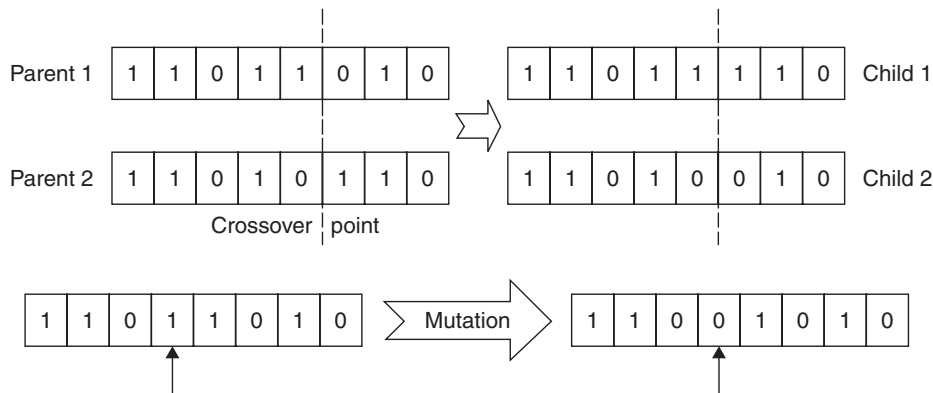 Parent 1 1 1 0 1 1 0 1 0 1 1 0 1 1 1 1 0 Child 1
Parent 2 1 1 0 1 0 1 1 0 1 1 0 1 0 0 1 0 Child 2
Crossover point
1 1 0 1 1 0 1 0 Mutation 1 1 0 0 1 0 1 0